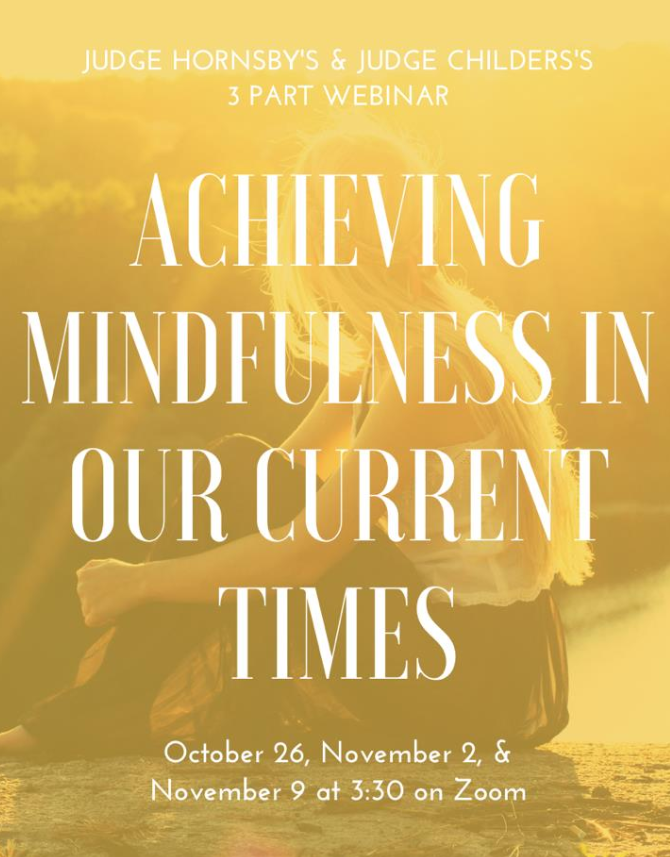 JUDGE HORNSBY'S & JUDGE CHILDERS'S
3 PART WEBINAR
ACHIEVING
MINDFULNESS IN
OUR CURRENT
TIMES
October 26, November 2, &
November 9 at 3:30 on Zoom